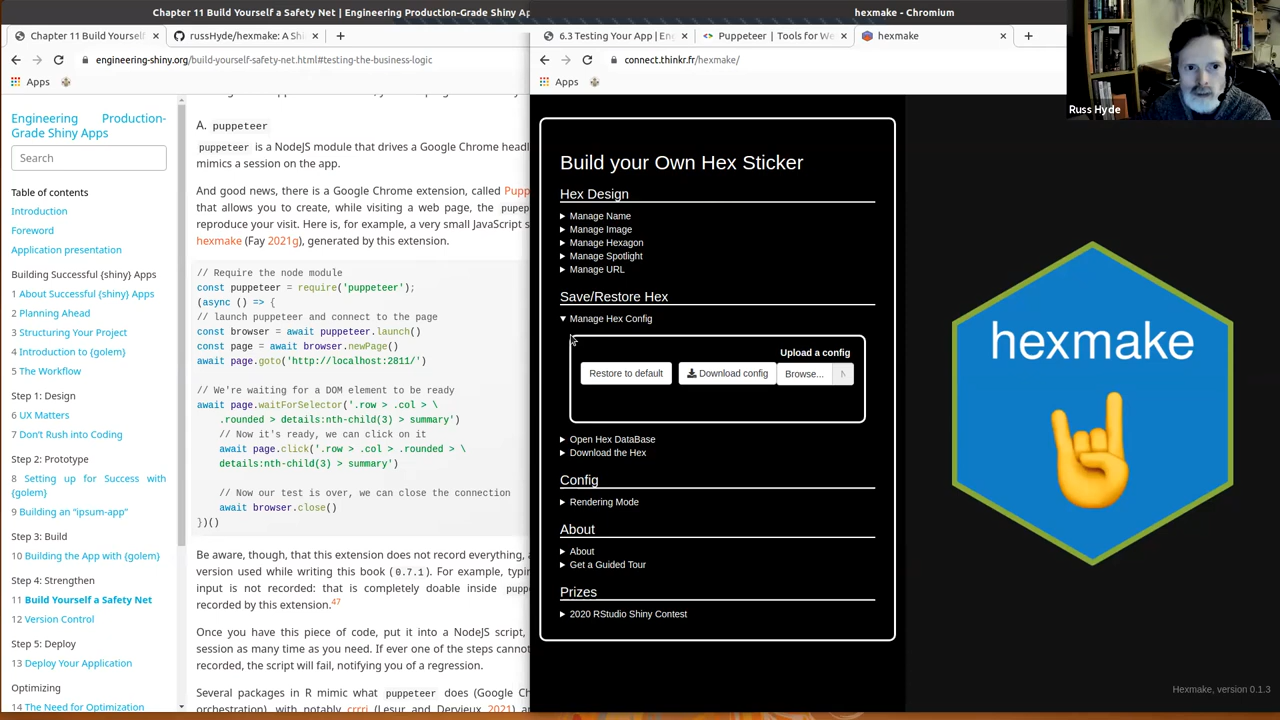 Chapter 11 Build Yourself a Safety Net | Engineering Production-Grade Shiny Ap
hexmake - Chromium
Chapter 11 Build Yourself
russHyde/hexmake: A Shi
6.3 Testing Your App | Eng
Puppeteer | Tools for We
hexmake
engineering-shiny.org/build-yourself-safety-net.html#testing-the-business-logic
connect.thinkr.fr/hexmake/
Apps
Apps
Russ Hyde
Engineering Production-
Grade Shiny Apps
Search
Table of contents
Introduction
Foreword
Application presentation
Building Successful {shiny} Apps
1 About Successful {shiny} Apps
2 Planning Ahead
3 Structuring Your Project
4 Introduction to {golem}
5 The Workflow
Step 1: Design
6 UX Matters
7 Don't Rush into Coding
Step 2: Prototype
8 Setting up for Success with
{golem}
9 Building an "ipsum-app"
Step 3: Build
10 Building the App with {golem}
Step 4: Strengthen
11 Build Yourself a Safety Net
12 Version Control
Step 5: Deploy
13 Deploy Your Application
Optimizing
14 The Need for Optimization
A. puppeteer
puppeteer is a NodeJS module that drives a Google Chrome headl
mimics a session on the app.
And good news, there is a Google Chrome extension, called Pupp
that allows you to create, while visiting a web page, the pupep
reproduce your visit. Here is, for example, a very small JavaScript s
hexmake (Fay 2021g), generated by this extension.
// Require the node module
const puppeteer = require('puppeteer');
(async () => {
// launch puppeteer and connect to the page
const browser = await puppeteer.launch()
const page = await browser.newPage()
await page.goto('http://localhost:2811/')
// We're waiting for a DOM element to be ready
await page.waitForSelector('.row > .col > \
.rounded > details:nth-child(3) > summary')
// Now it's ready, we can click on it
await page.click('.row > .col > .rounded > \
details:nth-child(3) > summary')
// Now our test is over, we can close the connection
await browser.close()
})()
Be aware, though, that this extension does not record everything, a
version used while writing this book (0.7.1). For example, typin
input is not recorded: that is completely doable inside pupp
recorded by this extension.47
Once you have this piece of code, put it into a NodeJS script,
session as many time as you need. If ever one of the steps cannot
recorded, the script will fail, notifying you of a regression.
Several packages in R mimic what puppeteer does (Google Ch
orchestration), with notably crrri (Lesur and Dervieux 2021)
Build your Own Hex Sticker
Hex Design
Manage Name
Manage Image
Manage Hexagon
Manage Spotlight
Manage URL
Save/Restore Hex
Manage Hex Config
Upload a config
Restore to default
Download config
Browse...
N
Open Hex DataBase
Download the Hex
Config
Rendering Mode
About
About
Get a Guided Tour
Prizes
2020 RStudio Shiny Contest
hexmake
Hexmake, version 0.1.3